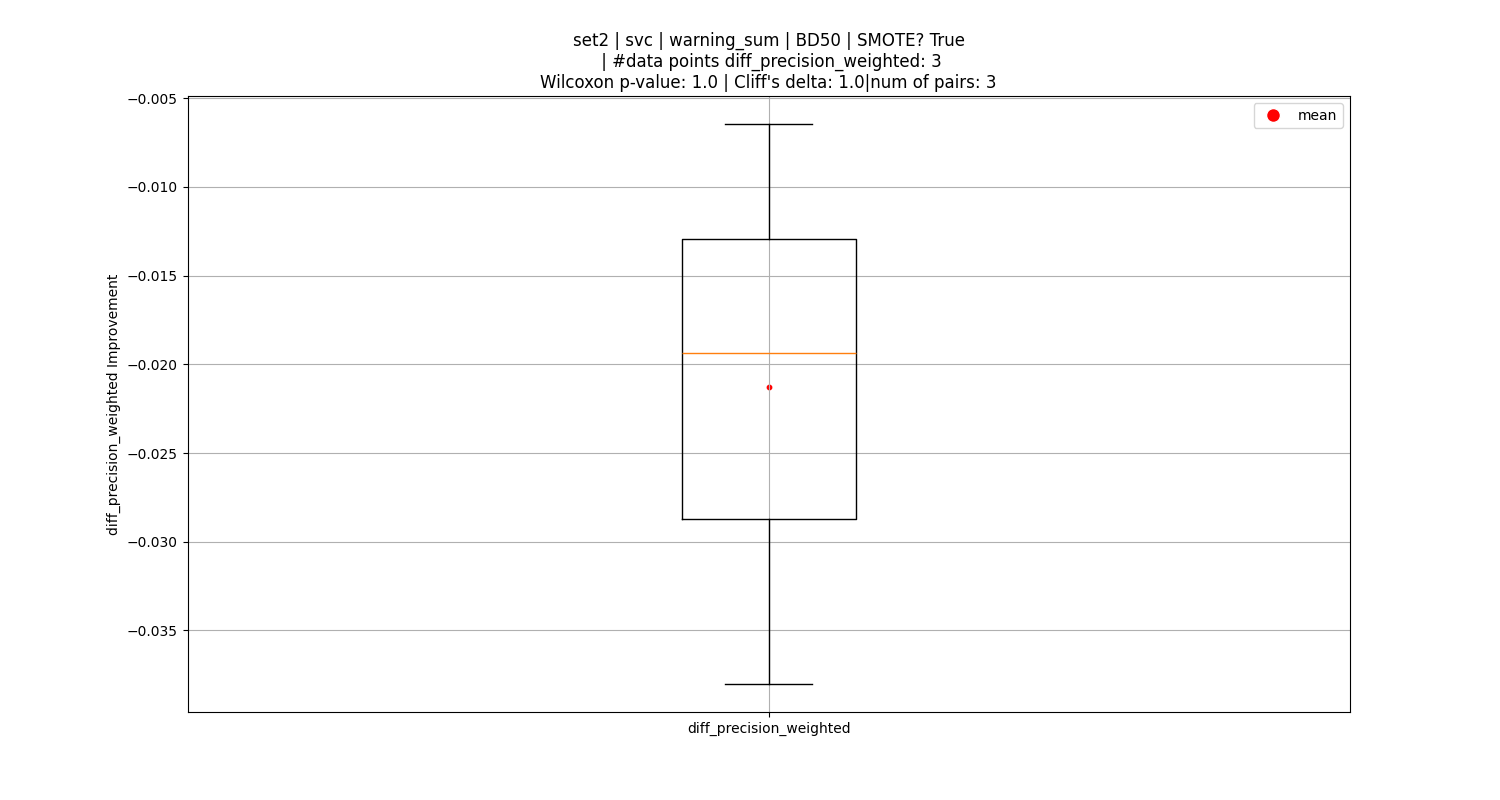 set2 | svc | warning_sum | BD50 | SMOTE? True
| #data points diff_precision_weighted: 3
Wilcoxon p-value: 1.0 | Cliff's delta: 1.0|num of pairs: 3
mean
−0.005
−0.010
−0.015
−0.020
−0.025
−0.030
−0.035
diff_precision_weighted Improvement
diff_precision_weighted